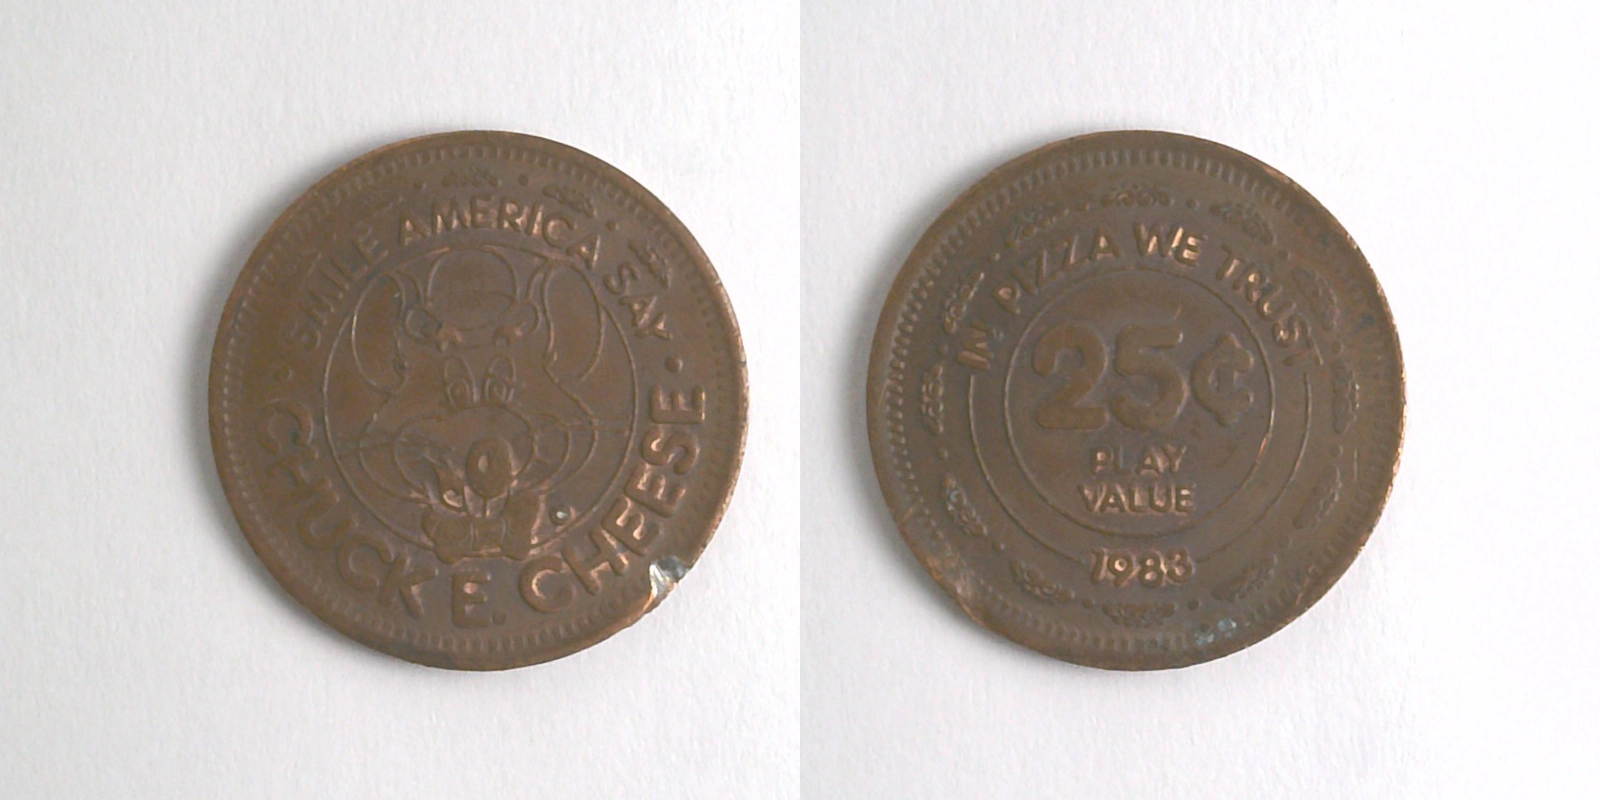 · SMILE AMERICA SAY ·
CHUCK E. CHEESE
IN PIZZA WE TRUST
25¢
PLAY
VALUE
1983